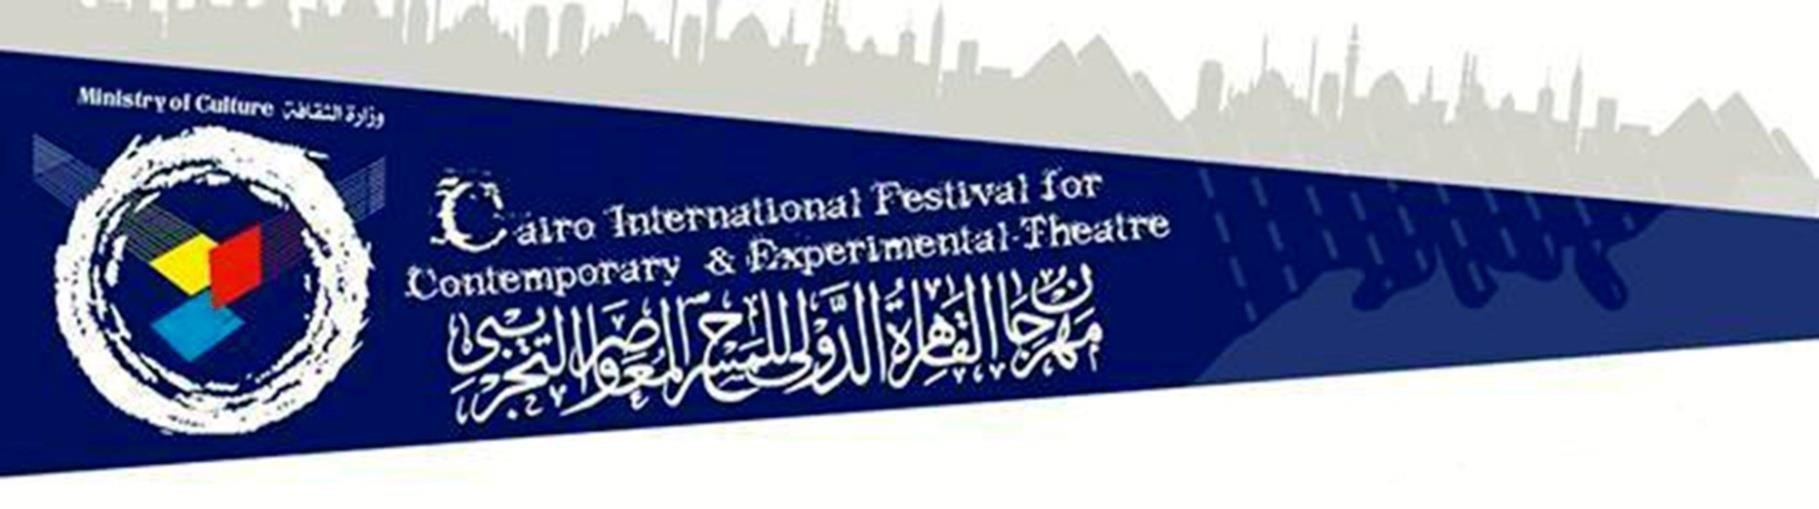 Ministry of Culture وزارة الثقافة
Cairo International Festival for
Contemporary & Experimental Theatre
مهرجان القاهرة الدولي للمسرح المعاصر والتجريبي